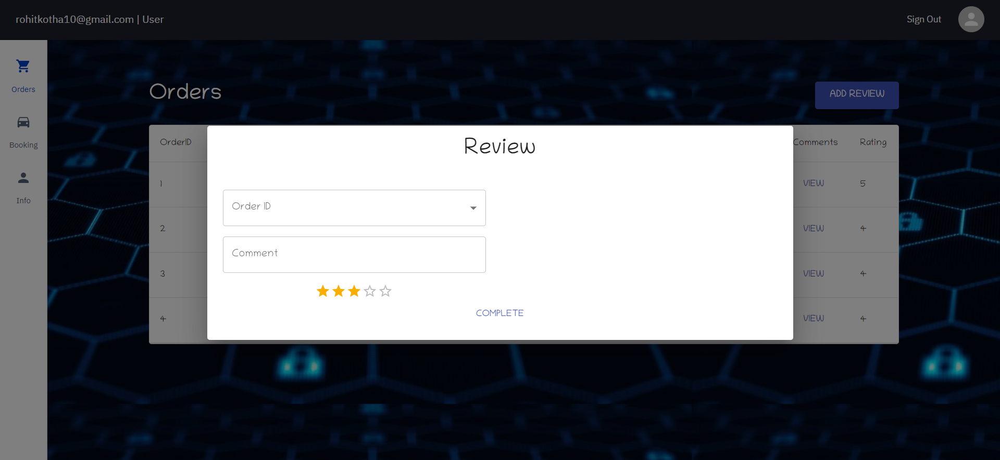 rohitkotha10@gmail.com | User
Sign Out
Orders
Booking
Info
Orders
ADD REVIEW
OrderID
Comments
Rating
1
VIEW
5
2
VIEW
4
3
VIEW
4
4
VIEW
4
Review
Order ID
Comment
COMPLETE